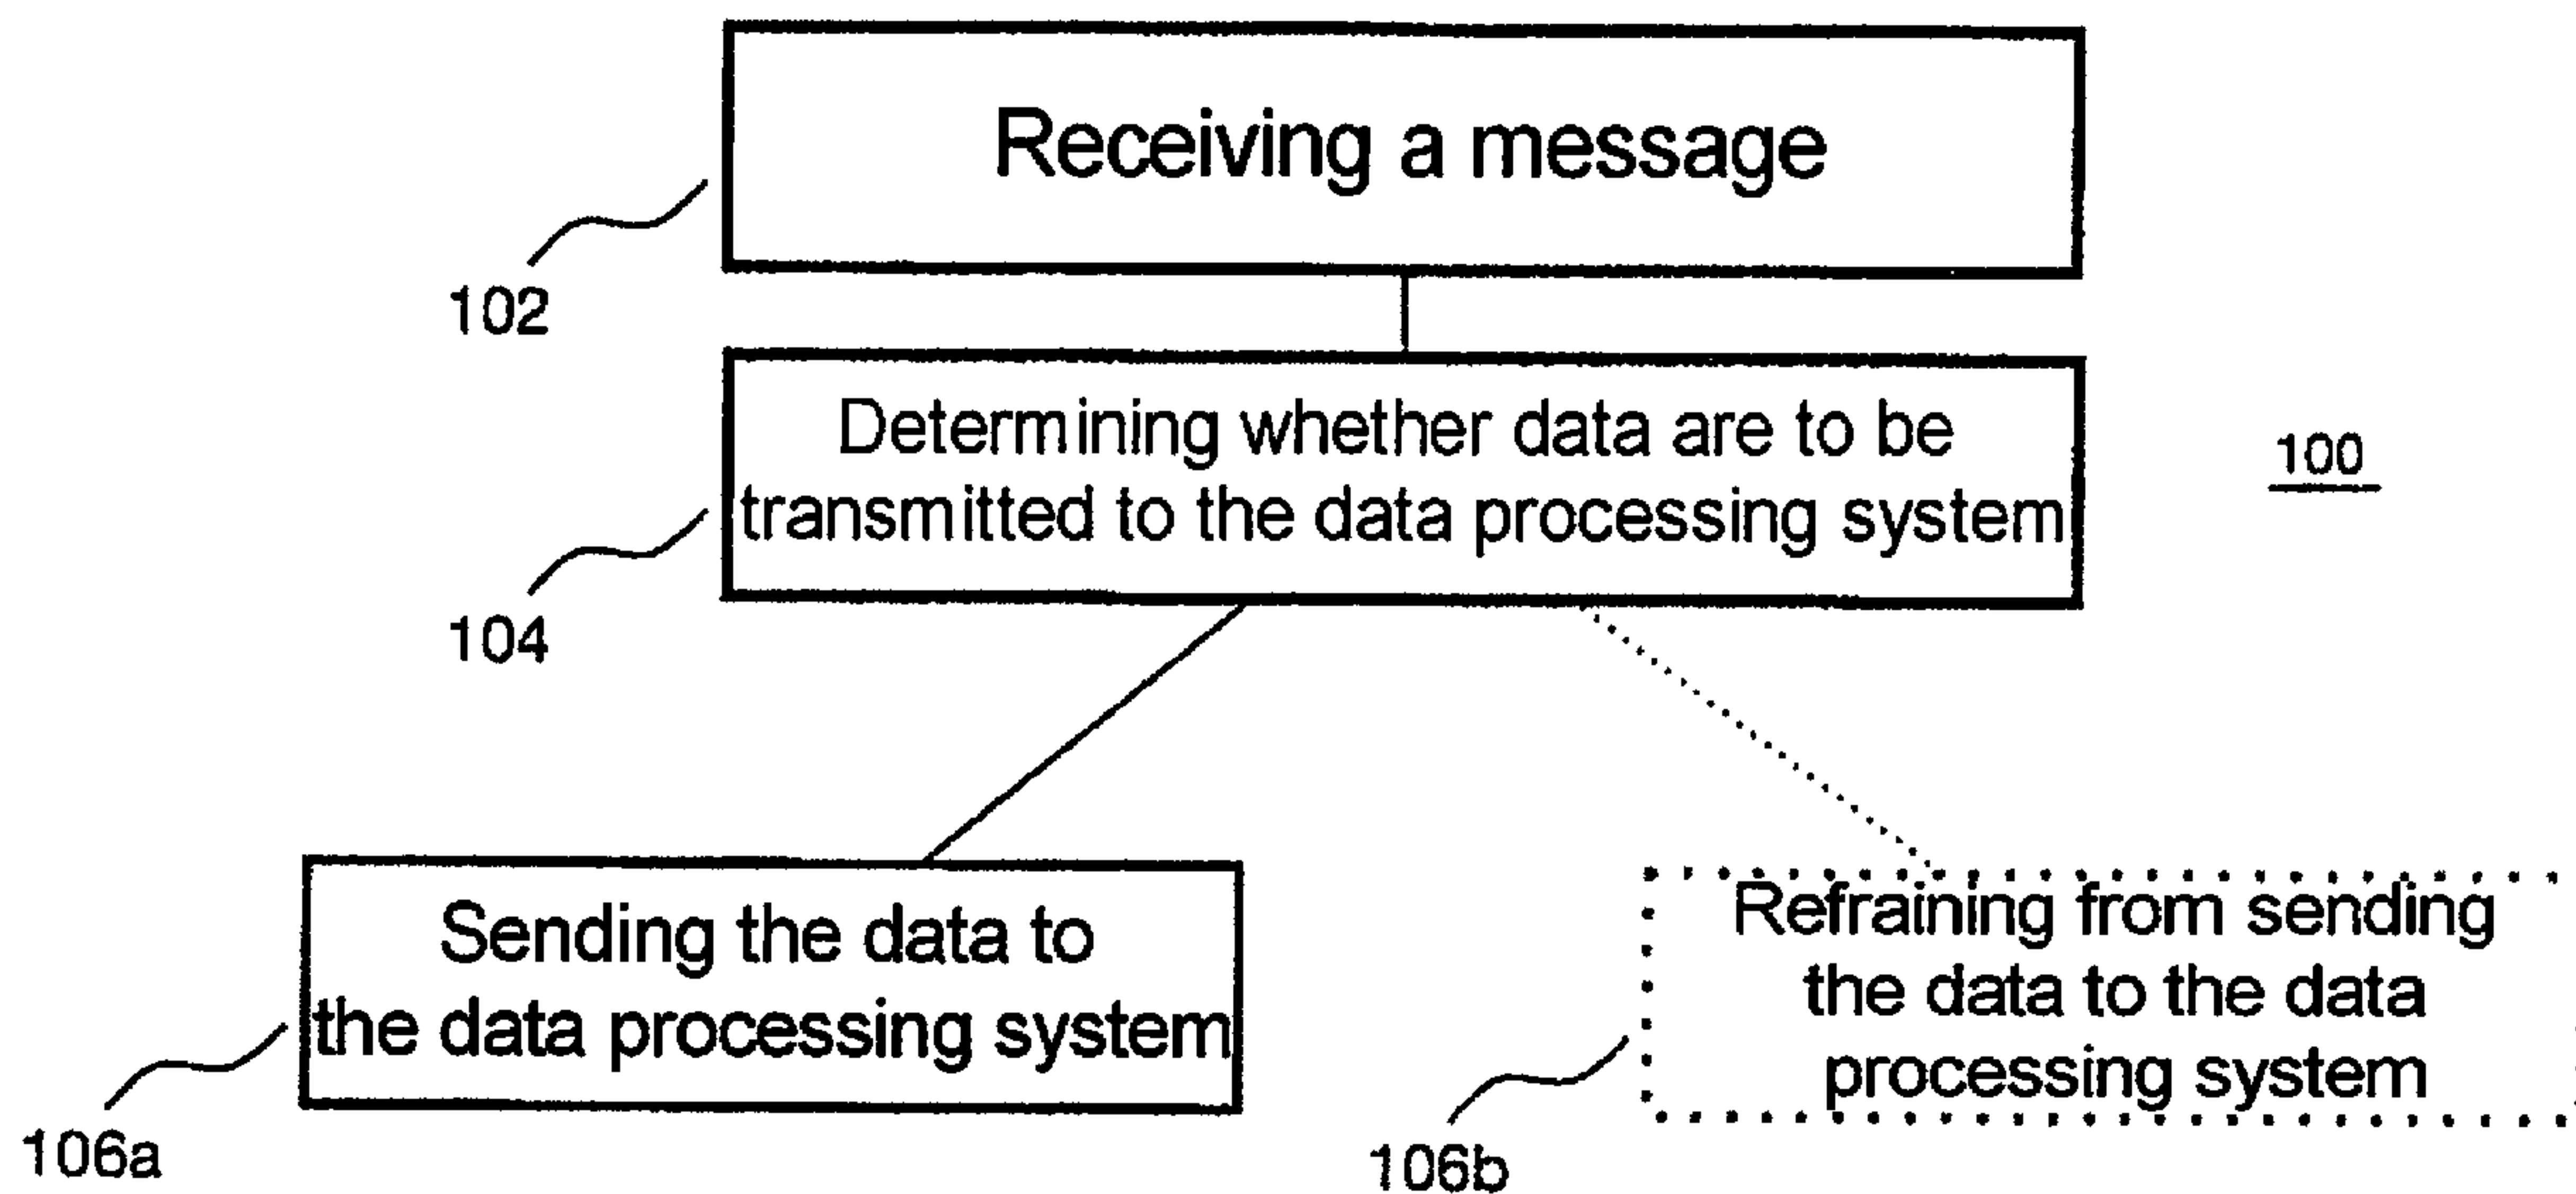 Receiving a message
102
Determining whether data are to be
transmitted to the data processing system
100
104
Sending the data to
the data processing system
106a
Refraining from sending
the data to the data
processing system
106b